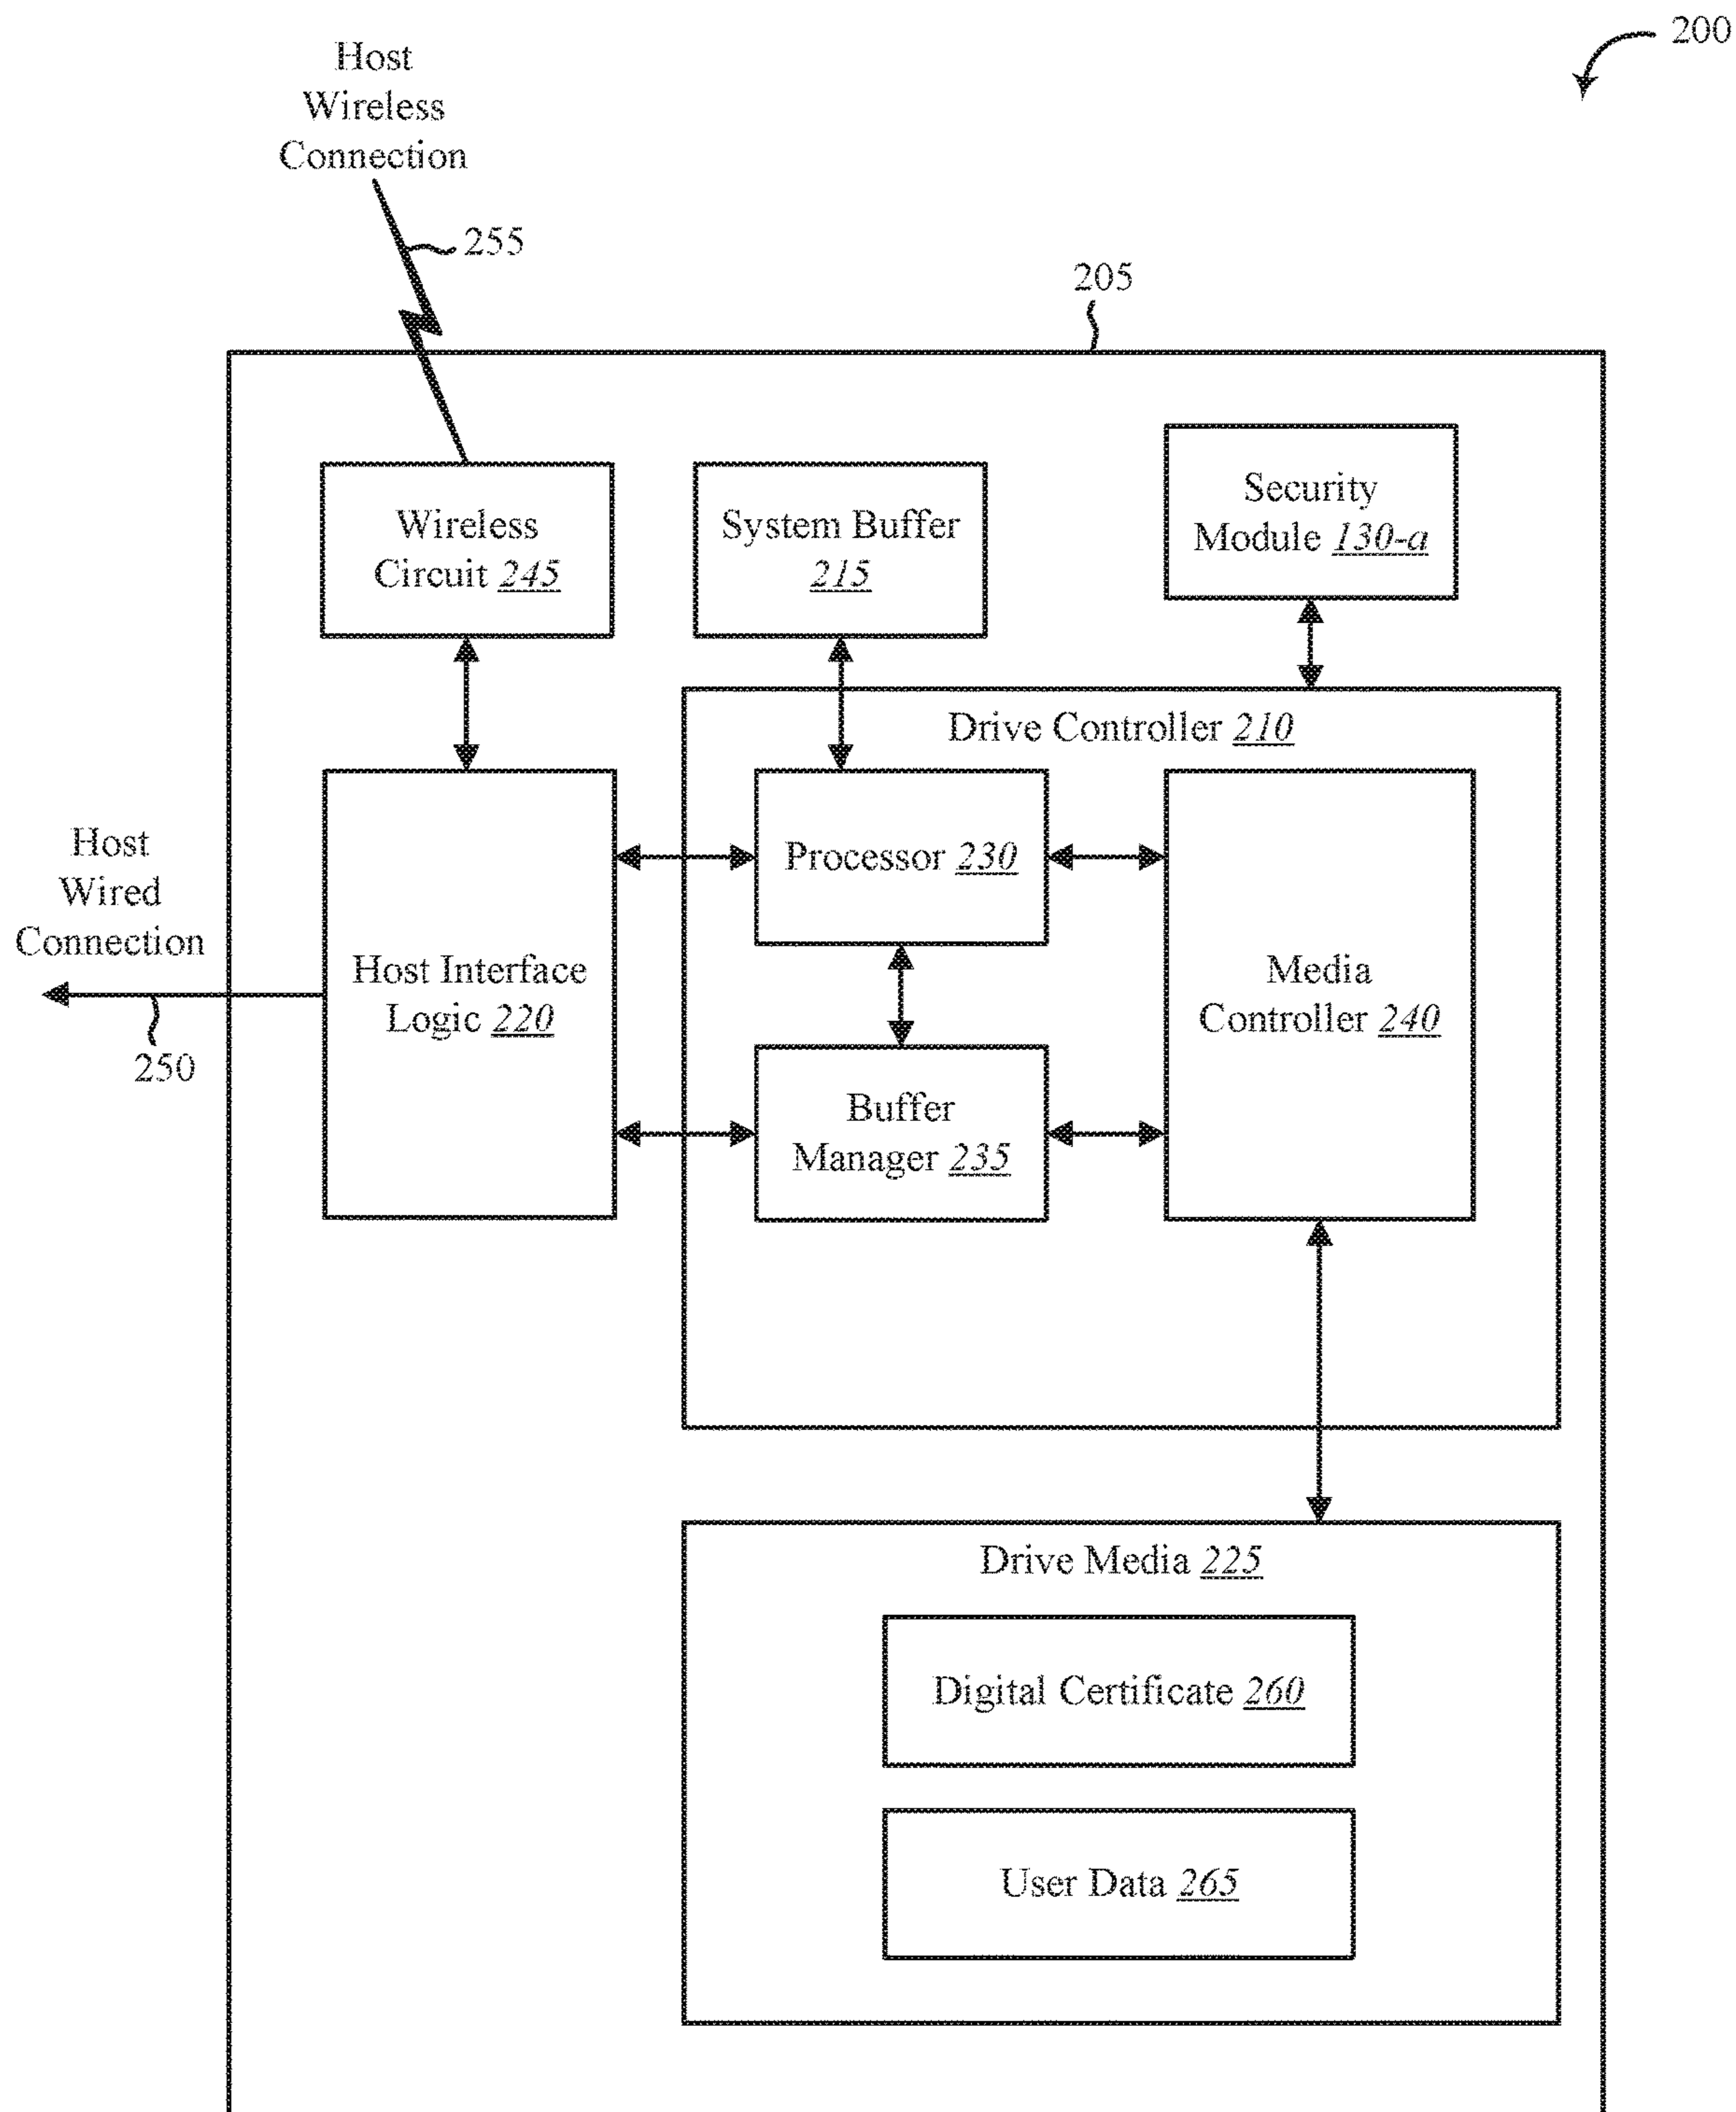 200
Host
Wireless
Connection
255
205
Wireless
Circuit 245
System Buffer
215
Security
Module 130-a
Drive Controller 210
Host
Wired
Connection
250
Host Interface
Logic 220
Processor 230
Buffer
Manager 235
Media
Controller 240
Drive Media 225
Digital Certificate 260
User Data 265